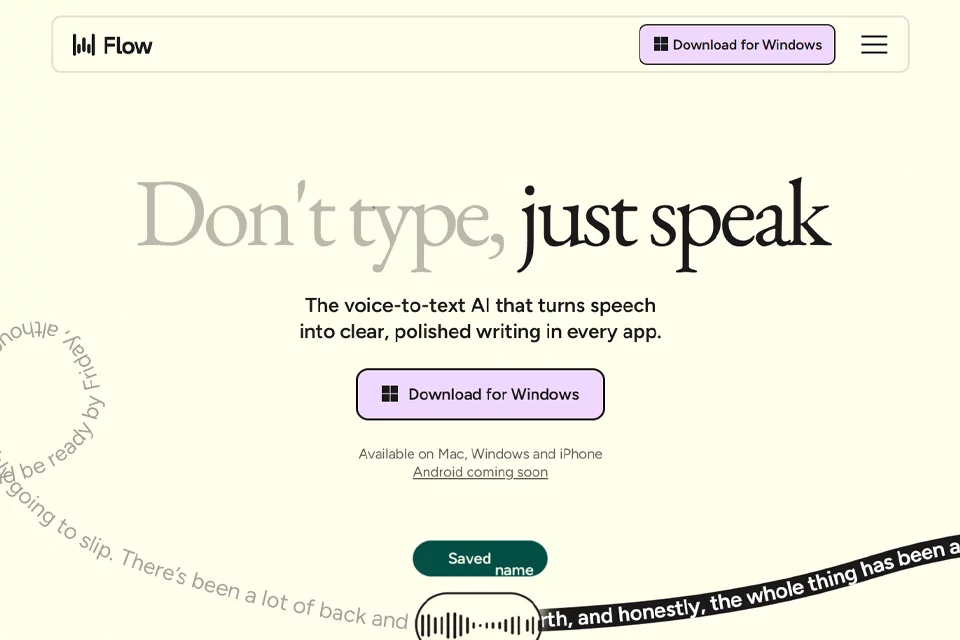 Flow
Download for Windows
Don't type, just speak
The voice-to-text AI that turns speech
into clear, polished writing in every app.
Download for Windows
Available on Mac, Windows and iPhone
Android coming soon
be ready by Friday,
going to slip. There's been a lot of back and
Saved name
rth, and honestly, the whole thing has been a